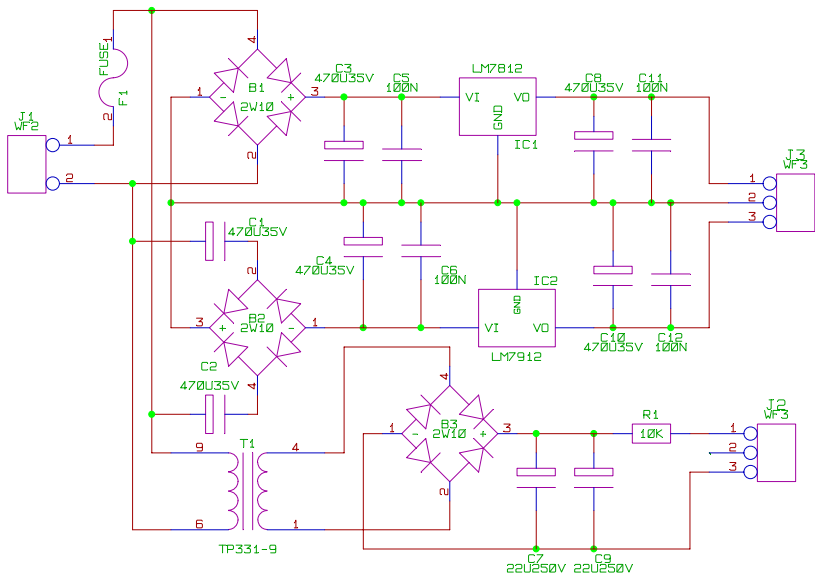 FUSE
1
F1
2
J1
WF2
1
2
4
1
B1
2W10
3
2
C3
470U35V
C5
100N
LM7812
VI
VO
GND
IC1
C8
470U35V
C11
100N
J3
WF3
1
2
3
C1
470U35V
C4
470U35V
C6
100N
IC2
GND
VI
VO
LM7912
C10
470U35V
C12
100N
2
3
B2
2W10
1
4
C2
470U35V
T1
9
4
6
1
TP331-9
4
1
B3
2W10
3
2
R1
10K
J2
WF3
1
2
3
C7
22U250V
C9
22U250V